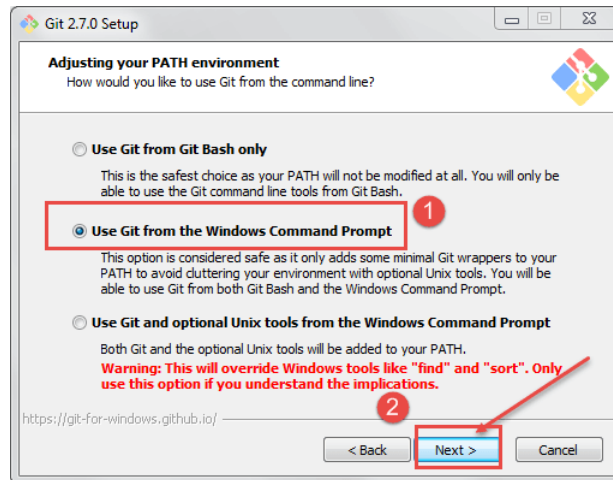 Git 2.7.0 Setup
Adjusting your PATH environment
How would you like to use Git from the command line?
Use Git from Git Bash only
This is the safest choice as your PATH will not be modified at all. You will only be
able to use the Git command line tools from Git Bash.
1
Use Git from the Windows Command Prompt
This option is considered safe as it only adds some minimal Git wrappers to your
PATH to avoid cluttering your environment with optional Unix tools. You will be
able to use Git from both Git Bash and the Windows Command Prompt.
Use Git and optional Unix tools from the Windows Command Prompt
Both Git and the optional Unix tools will be added to your PATH.
Warning: This will override Windows tools like "find" and "sort". Only
use this option if you understand the implications.
2
https://git-for-windows.github.io/
< Back Next > Cancel